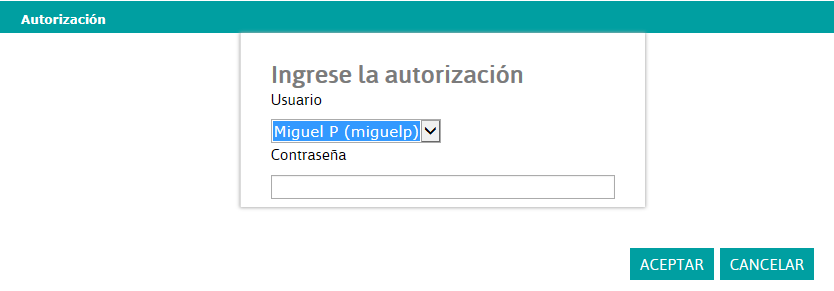 Autorización
Ingrese la autorización
Usuario
Miguel P (miguelp)
Contraseña
ACEPTAR CANCELAR